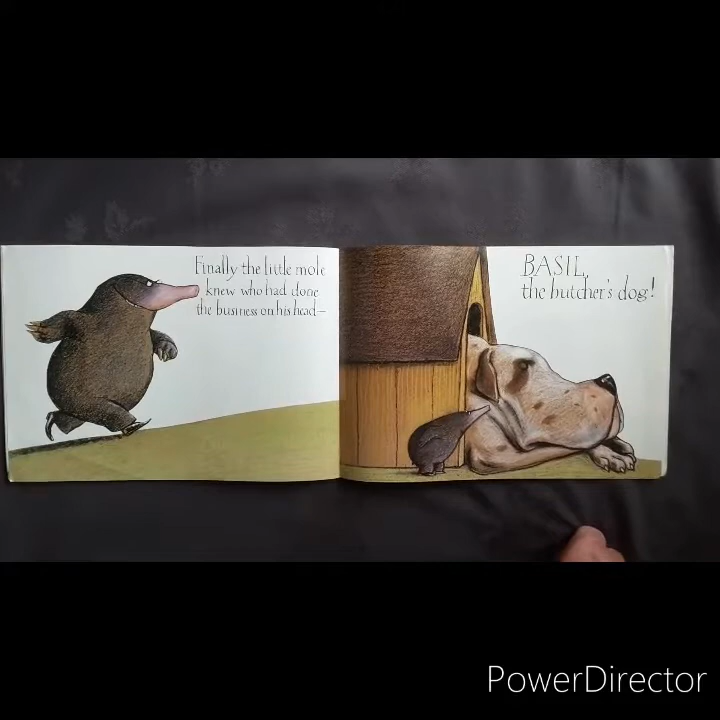 Finally the little mole
knew who had done
the business on his head—
BASIL,
the butcher's dog!
PowerDirector